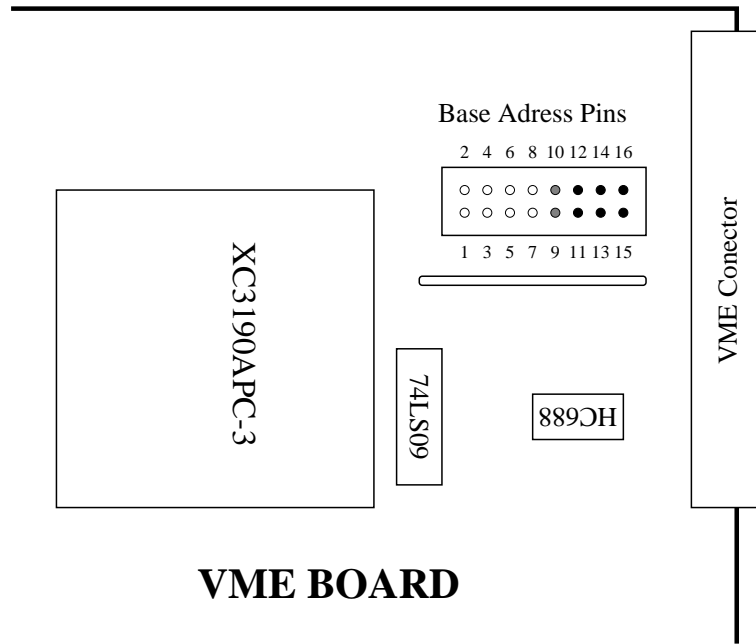 Base Adress Pins
2 4 6 8 10 12 14 16
1 3 5 7 9 11 13 15
XC3190APC-3
74LS09
HC688
VME Conector
VME BOARD